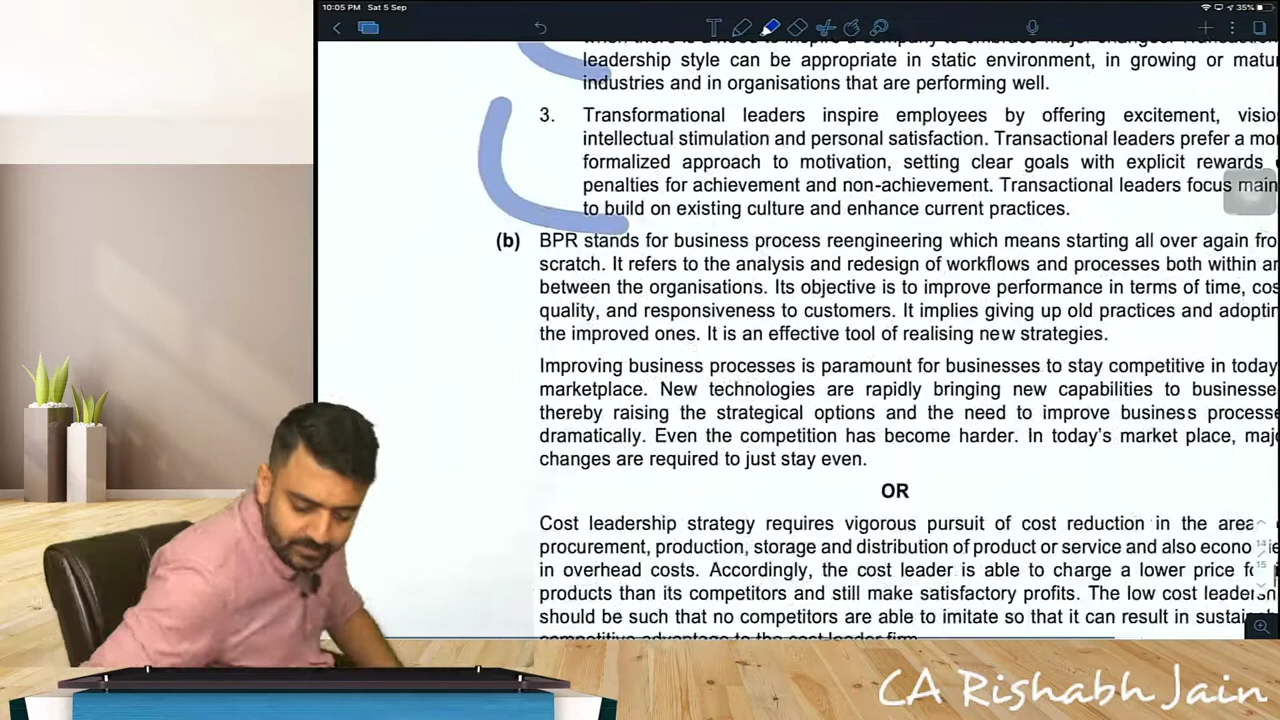 10:05 PM Sat 5 Sep
35%
leadership style can be appropriate in static environment, in growing or matu
industries and in organisations that are performing well.
3. Transformational leaders inspire employees by offering excitement, visio
intellectual stimulation and personal satisfaction. Transactional leaders prefer a mo
formalized approach to motivation, setting clear goals with explicit rewards
penalties for achievement and non-achievement. Transactional leaders focus main
to build on existing culture and enhance current practices.
(b) BPR stands for business process reengineering which means starting all over again fro
scratch. It refers to the analysis and redesign of workflows and processes both within an
between the organisations. Its objective is to improve performance in terms of time, cos
quality, and responsiveness to customers. It implies giving up old practices and adoptin
the improved ones. It is an effective tool of realising new strategies.
Improving business processes is paramount for businesses to stay competitive in today
marketplace. New technologies are rapidly bringing new capabilities to businesse
thereby raising the strategical options and the need to improve business processe
dramatically. Even the competition has become harder. In today's market place, majo
changes are required to just stay even.
OR
Cost leadership strategy requires vigorous pursuit of cost reduction in the area
procurement, production, storage and distribution of product or service and also econo
in overhead costs. Accordingly, the cost leader is able to charge a lower price f
products than its competitors and still make satisfactory profits. The low cost leader
should be such that no competitors are able to imitate so that it can result in sustai
competitive advantage to the cost leader firm.
14
15
CA Rishabh Jain